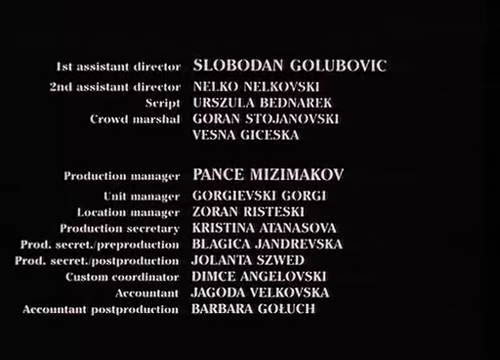 1st assistant director SLOBODAN GOLUBOVIC
2nd assistant director NELKO NELKOVSKI
Script URSZULA BEDNAREK
Crowd marshal GORAN STOJANOVSKI
VESNA GICESKA
Production manager PANCE MIZIMAKOV
Unit manager GORGIEVSKI GORGI
Location manager ZORAN RISTESKI
Production secretary KRISTINA ATANASOVA
Prod. secret./preproduction BLAGICA JANDREVSKA
Prod. secret./postproduction JOLANTA SZWED
Custom coordinator DIMCE ANGELOVSKI
Accountant JAGODA VELKOVSKA
Accountant postproduction BARBARA GOŁUCH